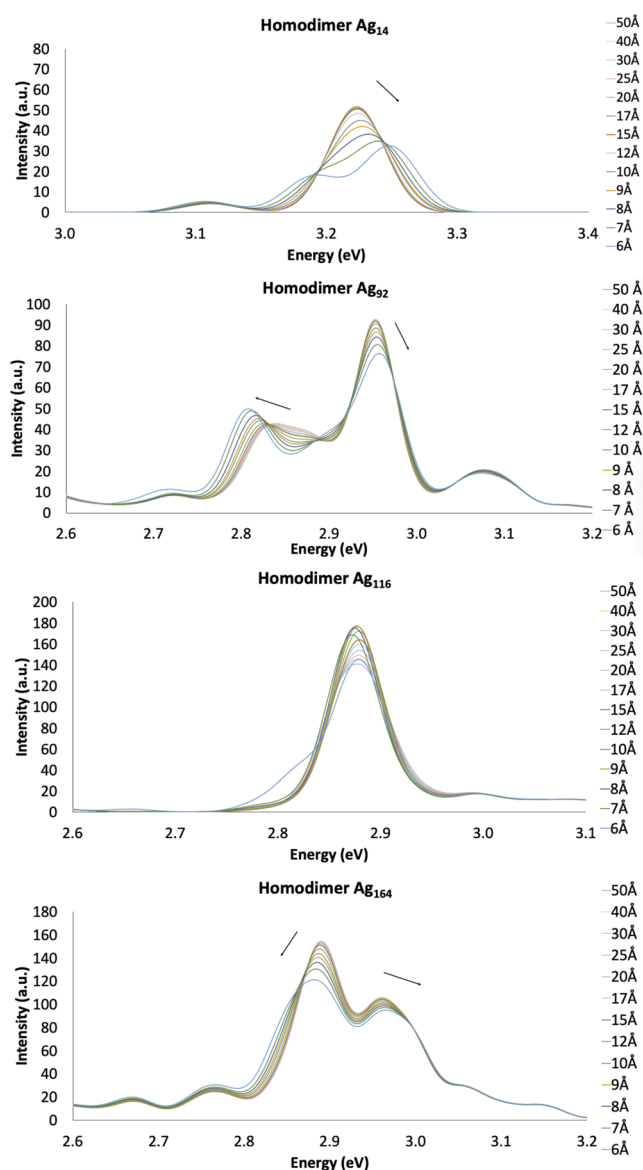 Homodimer Ag14
Intensity (a.u.)
80
70
60
50
40
30
20
10
0
3.0 3.1 3.2 3.3 3.4
Energy (eV)
50Å
40Å
30Å
25Å
20Å
17Å
15Å
12Å
10Å
9Å
8Å
7Å
6Å
Homodimer Ag92
Intensity (a.u.)
100
90
80
70
60
50
40
30
20
10
0
2.6 2.7 2.8 2.9 3.0 3.1 3.2
Energy (eV)
50 Å
40 Å
30 Å
25 Å
20 Å
17 Å
15 Å
12 Å
10 Å
9 Å
8 Å
7 Å
6 Å
Homodimer Ag116
Intensity (a.u.)
200
180
160
140
120
100
80
60
40
20
0
2.6 2.7 2.8 2.9 3.0 3.1
Energy (eV)
50Å
40Å
30Å
25Å
20Å
17Å
15Å
12Å
10Å
9Å
8Å
7Å
6Å
Homodimer Ag164
Intensity (a.u.)
180
160
140
120
100
80
60
40
20
0
2.6 2.7 2.8 2.9 3.0 3.1 3.2
Energy (eV)
50Å
40Å
30Å
25Å
20Å
17Å
15Å
12Å
10Å
9Å
8Å
7Å
6Å